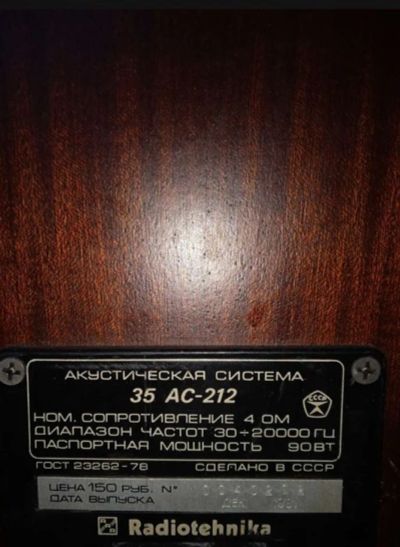 АКУСТИЧЕСКАЯ СИСТЕМА
35 АС-212
СССР
НОМ. СОПРОТИВЛЕНИЕ 4 ОМ
ДИАПАЗОН ЧАСТОТ 30÷20000 ГЦ
ПАСПОРТНАЯ МОЩНОСТЬ 90 ВТ
ГОСТ 23262-78 СДЕЛАНО В СССР
ЦЕНА 150 РУБ. №
ДАТА ВЫПУСКА ДЕК
Radiotehnika